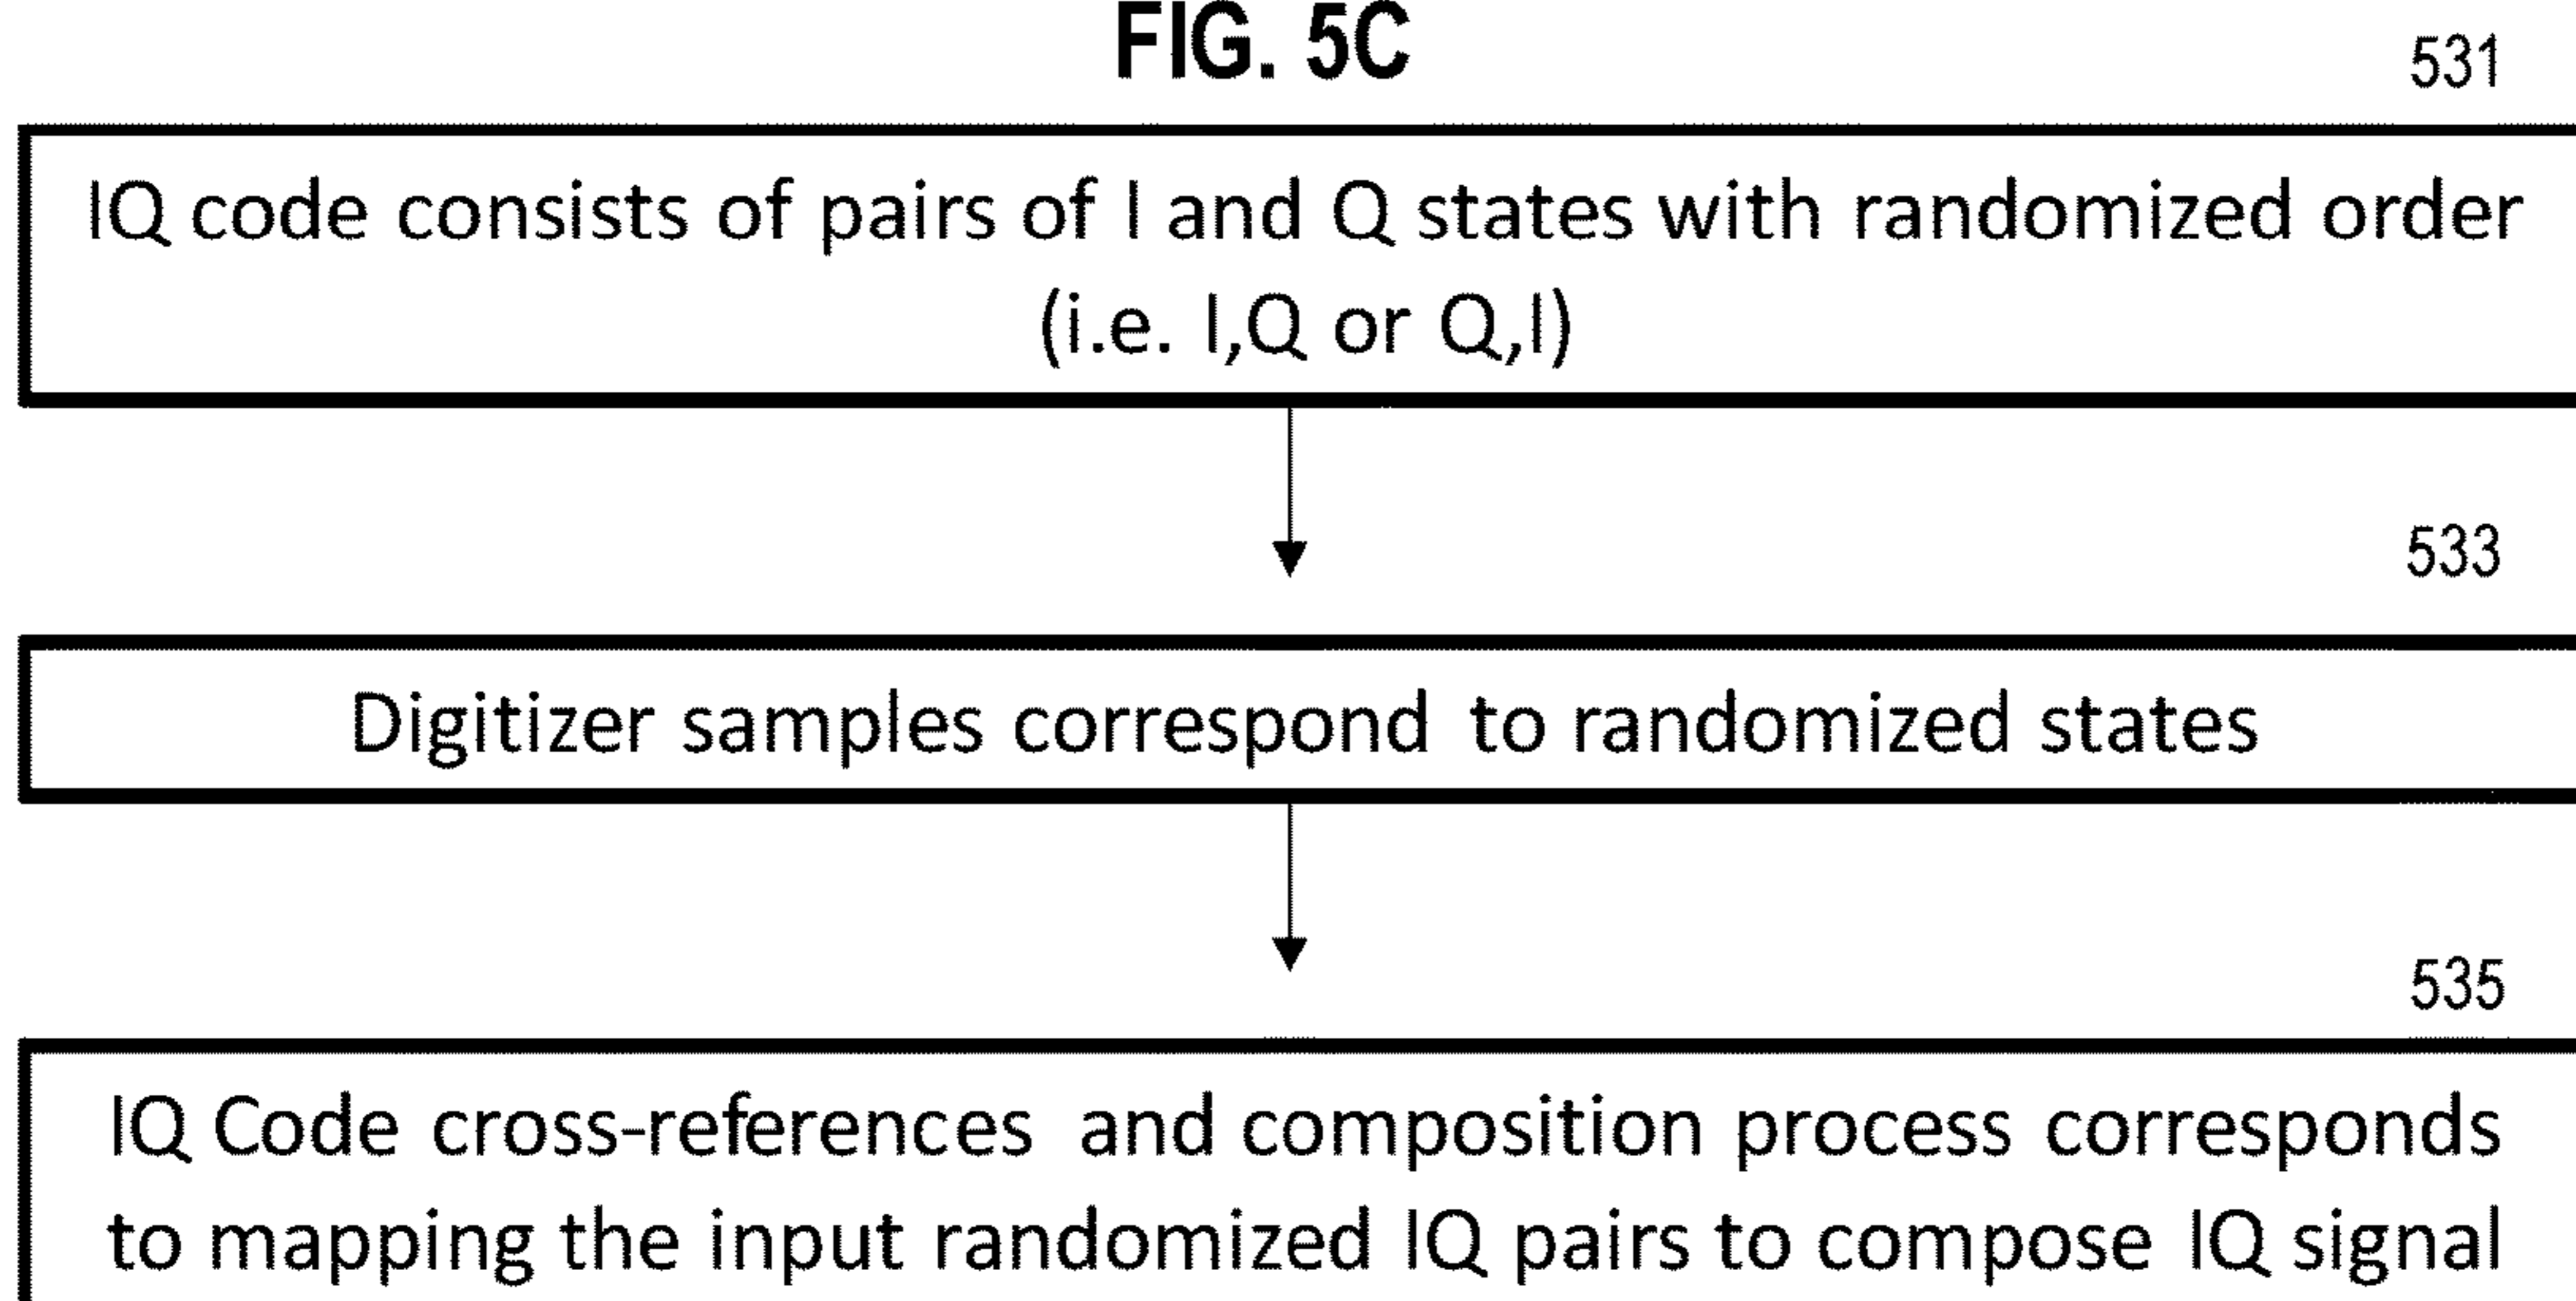 FIG. 5C
531
IQ code consists of pairs of I and Q states with randomized order
(i.e. I,Q or Q,I)
533
Digitizer samples correspond to randomized states
535
IQ Code cross-references and composition process corresponds
to mapping the input randomized IQ pairs to compose IQ signal